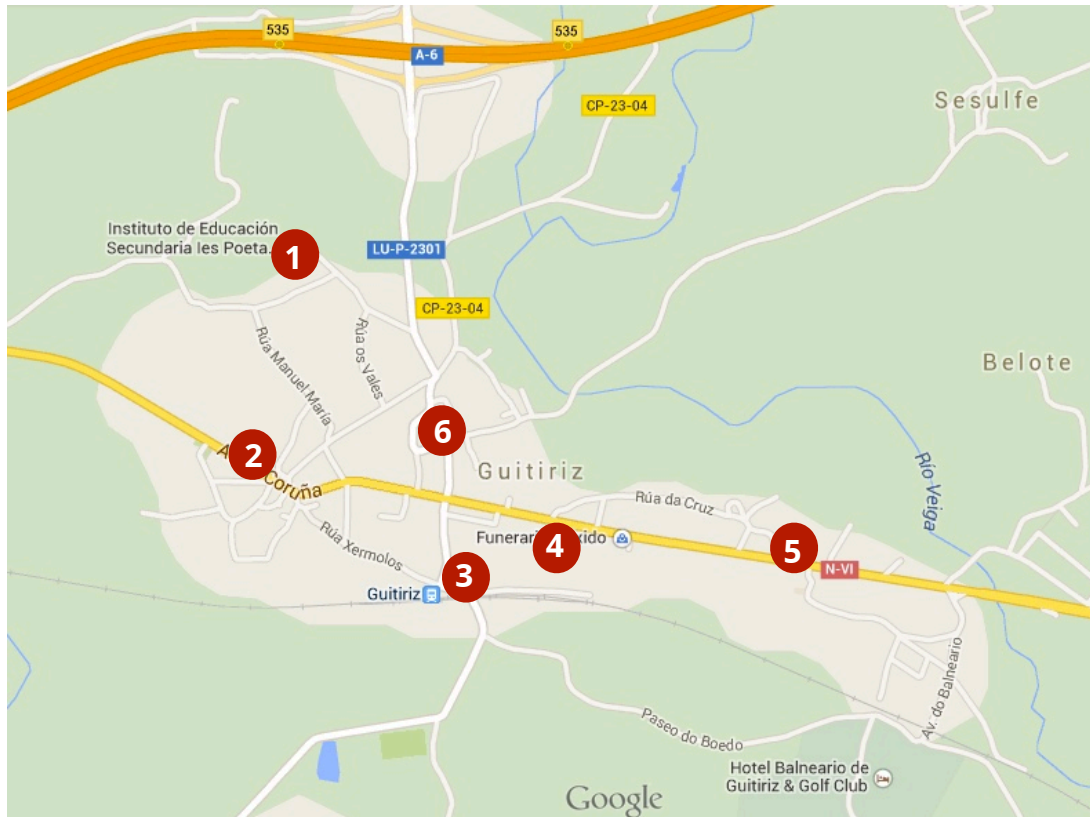 535
535
A-6
CP-23-04
Sesulfe
Instituto de Educación
Secundaria Ies Poeta.
1
LU-P-2301
CP-23-04
Rúa os Vales
Rúa Manuel María
Belote
6
2
A
Coruña
Guitiriz
Río Veiga
Rúa da Cruz
Rúa Xermolos
Funerari
xido
4
5
N-VI
3
Guitiriz
Av. do Balneario
Paseo do Boedo
Hotel Balneario de
Guitiriz & Golf Club
Google